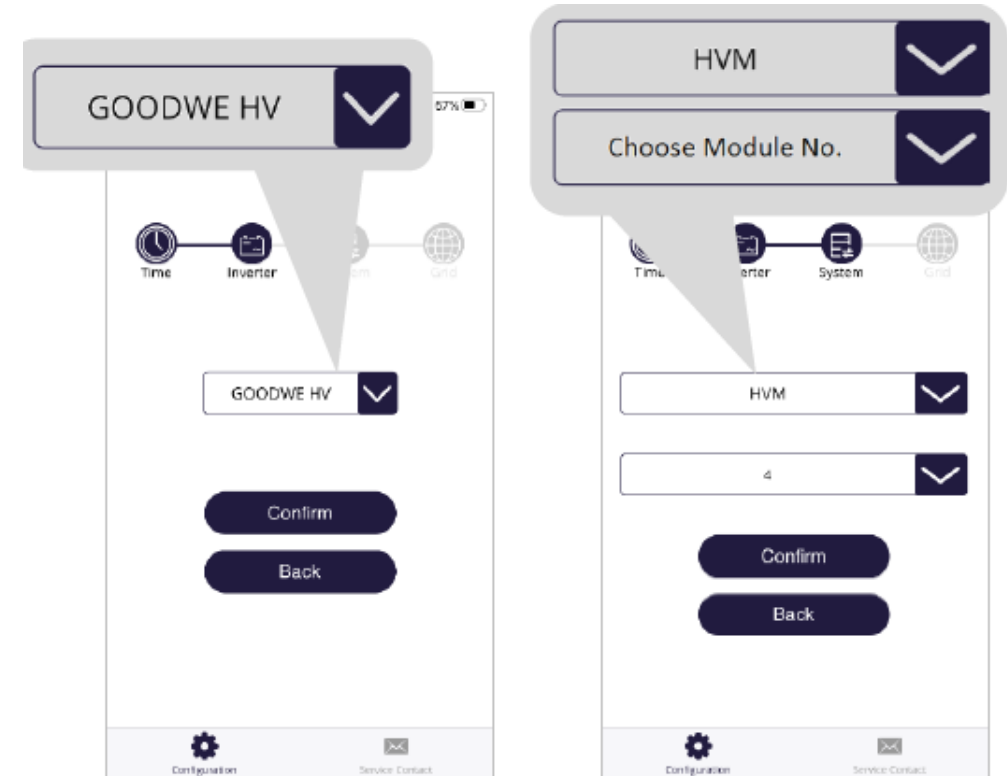 GOODWE HV
57%
Time
Inverter
GOODWE HV
Confirm
Back
Configuration
Service Contact
HVM
Choose Module No.
System
Grid
HVM
4
Confirm
Back
Configuration
Service Contact